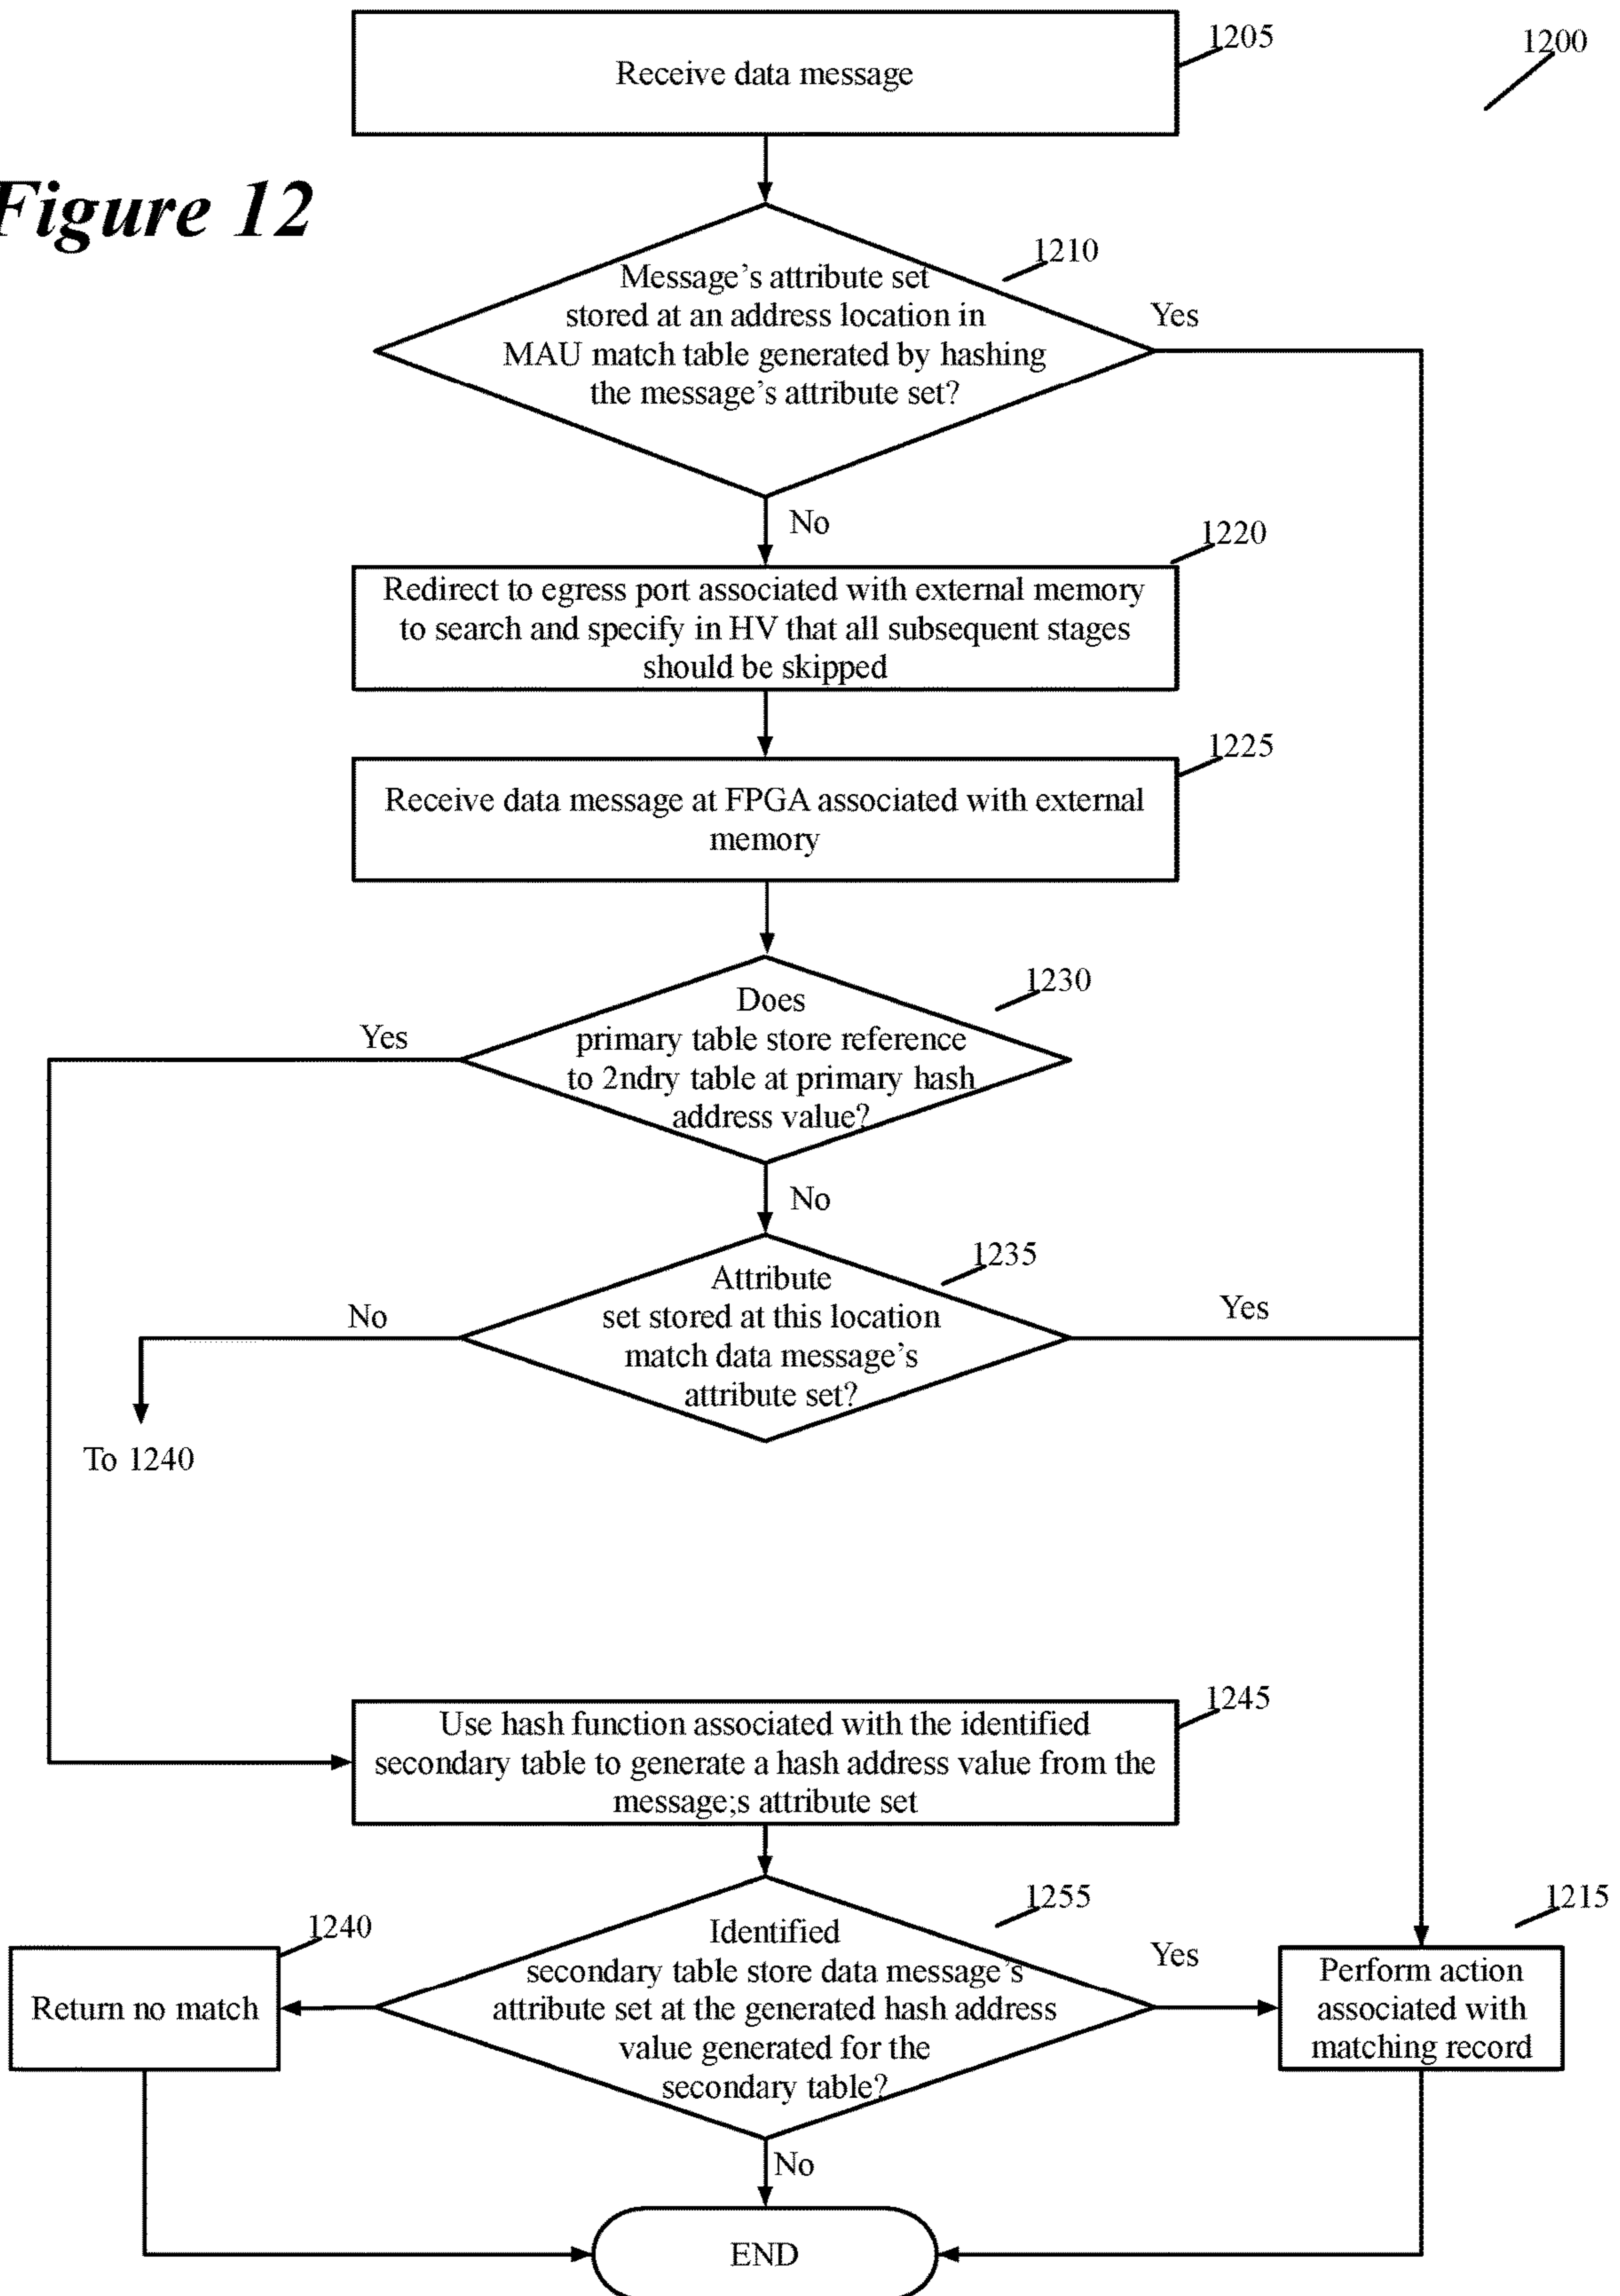 1205
1200
Receive data message
Figure 12
1210
Message’s attribute set
stored at an address location in
MAU match table generated by hashing
the message’s attribute set?
Yes
No
1220
Redirect to egress port associated with external memory
to search and specify in HV that all subsequent stages
should be skipped
1225
Receive data message at FPGA associated with external
memory
1230
Does
primary table store reference
to 2ndry table at primary hash
address value?
Yes
No
1235
Attribute
set stored at this location
match data message’s
attribute set?
No
Yes
To 1240
1245
Use hash function associated with the identified
secondary table to generate a hash address value from the
message;s attribute set
1255
Identified
secondary table store data message’s
attribute set at the generated hash address
value generated for the
secondary table?
Yes
1240
Return no match
1215
Perform action
associated with
matching record
No
END